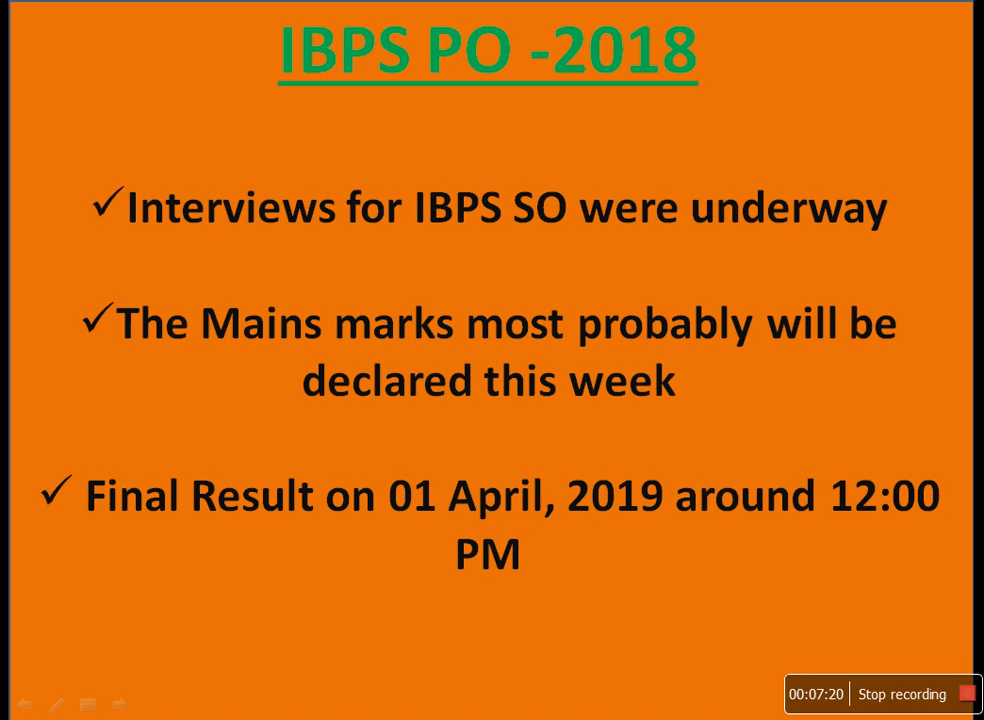 IBPS PO -2018
✓Interviews for IBPS SO were underway
✓The Mains marks most probably will be
declared this week
✓ Final Result on 01 April, 2019 around 12:00
PM
00:07:20 Stop recording